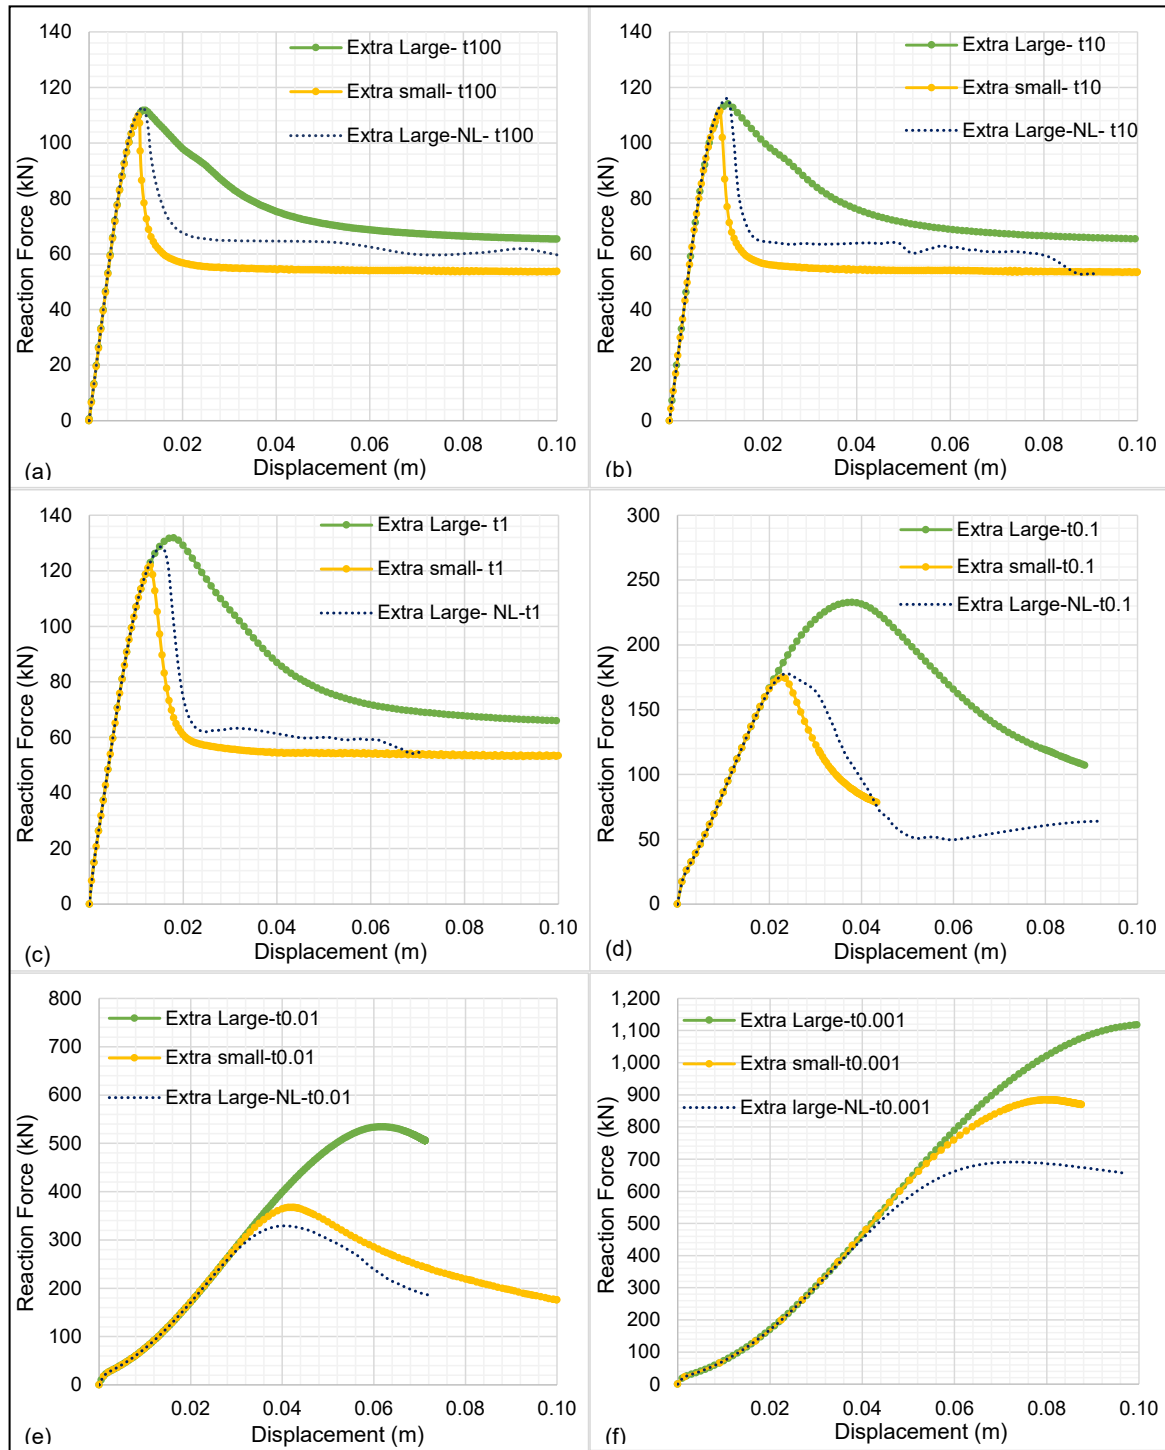 140
120
100
80
60
40
20
0
Reaction Force (kN)
Extra Large- t100
Extra small- t100
Extra Large-NL- t100
0.02 0.04 0.06 0.08 0.10
Displacement (m)
(a)
140
120
100
80
60
40
20
0
Reaction Force (kN)
Extra Large- t10
Extra small- t10
Extra Large-NL- t10
0.02 0.04 0.06 0.08 0.10
Displacement (m)
(b)
140
120
100
80
60
40
20
0
Reaction Force (kN)
Extra Large- t1
Extra small- t1
Extra Large- NL-t1
0.02 0.04 0.06 0.08 0.10
Displacement (m)
(c)
300
250
200
150
100
50
0
Reaction Force (kN)
Extra Large-t0.1
Extra small-t0.1
Extra Large-NL-t0.1
0.02 0.04 0.06 0.08 0.10
Displacement (m)
(d)
800
700
600
500
400
300
200
100
0
Reaction Force (kN)
Extra Large-t0.01
Extra small-t0.01
Extra Large-NL-t0.01
0.02 0.04 0.06 0.08 0.10
Displacement (m)
(e)
1,200
1,100
1,000
900
800
700
600
500
400
300
200
100
0
Reaction Force (kN)
Extra Large-t0.001
Extra small-t0.001
Extra large-NL-t0.001
0.02 0.04 0.06 0.08 0.10
Displacement (m)
(f)